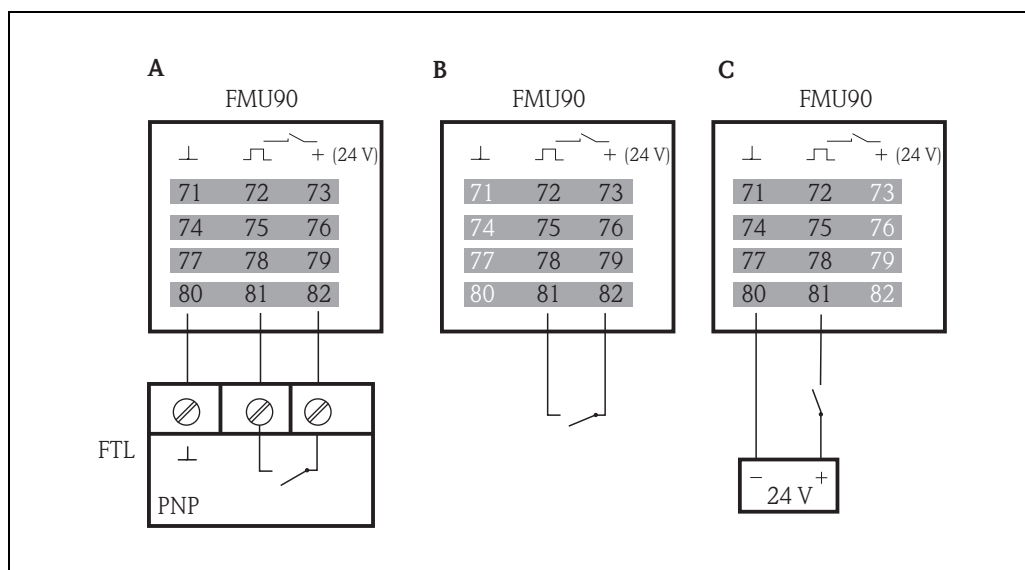 A
B
C
FMU90
FMU90
FMU90
+ (24 V)
+ (24 V)
+ (24 V)
71 72 73
74 75 76
77 78 79
80 81 82
71 72 73
74 75 76
77 78 79
80 81 82
71 72 73
74 75 76
77 78 79
80 81 82
FTL
PNP
- +
24 V